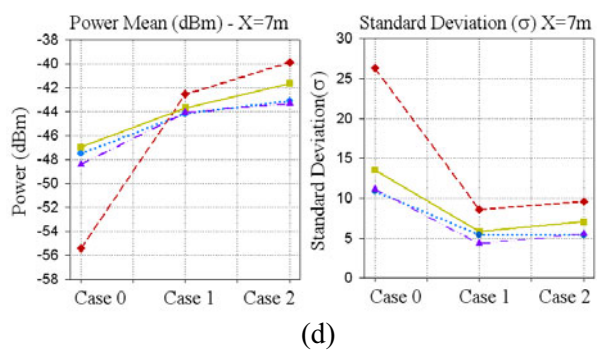 Power Mean (dBm) - X=7m
Power (dBm)
-38
-40
-42
-44
-46
-48
-50
-52
-54
-56
-58
Case 0 Case 1 Case 2
Standard Deviation (σ) X=7m
Standard Deviation(σ)
30
25
20
15
10
5
0
Case 0 Case 1 Case 2
(d)